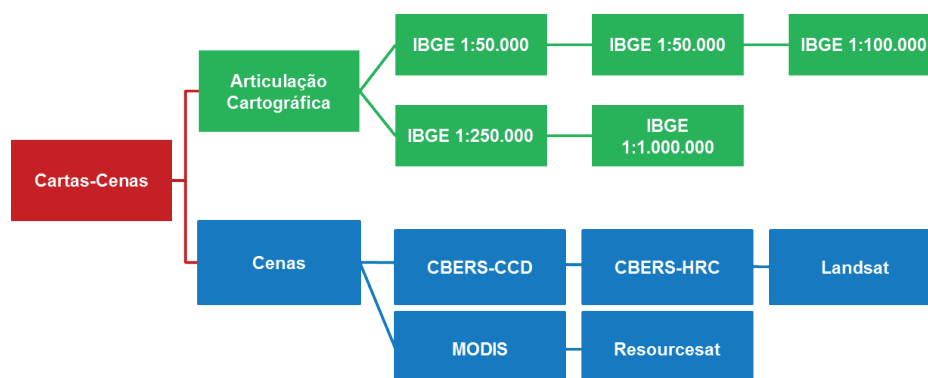 IBGE 1:50.000
IBGE 1:50.000
IBGE 1:100.000
Articulação
Cartográfica
IBGE 1:250.000
IBGE
1:1.000.000
Cartas-Cenas
Cenas
CBERS-CCD
CBERS-HRC
Landsat
MODIS
Resourcesat